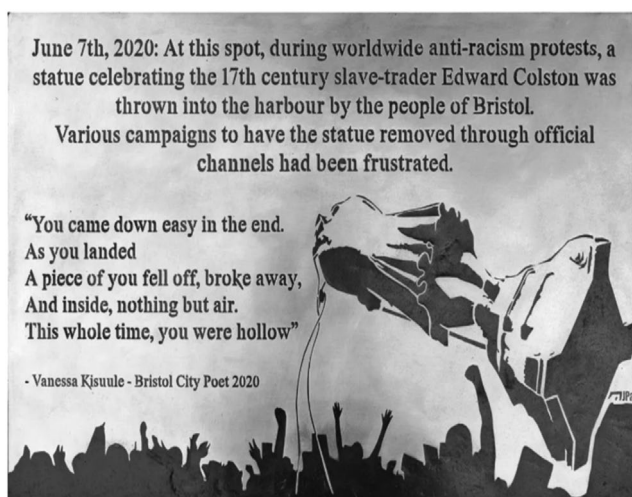 June 7th, 2020: At this spot, during worldwide anti-racism protests, a
statue celebrating the 17th century slave-trader Edward Colston was
thrown into the harbour by the people of Bristol.
Various campaigns to have the statue removed through official
channels had been frustrated.
“You came down easy in the end.
As you landed
A piece of you fell off, broke away,
And inside, nothing but air.
This whole time, you were hollow”
- Vanessa Kisuule - Bristol City Poet 2020